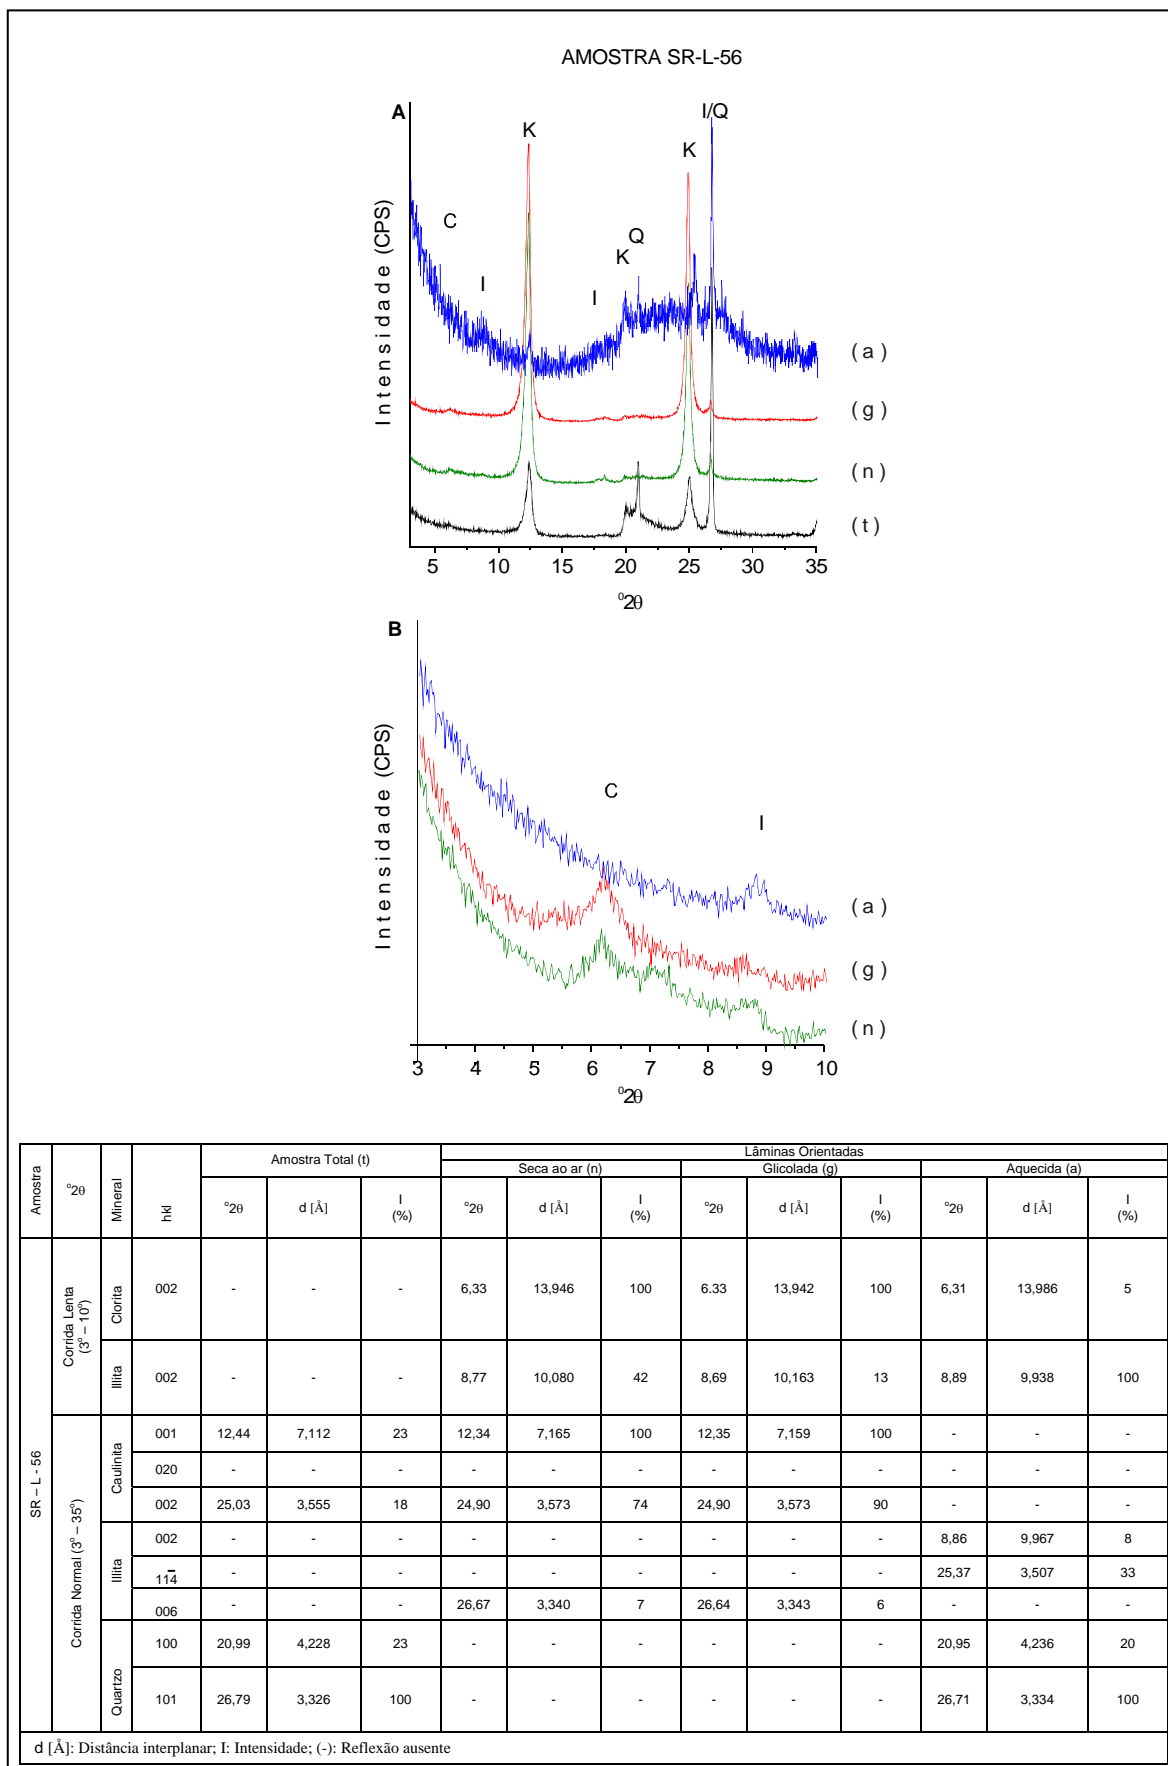 AMOSTRA SR-L-56
A
I/Q
K
K
C
Q
K
I
I
Intensidade (CPS)
(a)
(g)
(n)
(t)
5 10 15 20 25 30 35
°2θ
B
Intensidade (CPS)
C
I
(a)
(g)
(n)
3 4 5 6 7 8 9 10
°2θ
Amostra °2θ Mineral hkl Amostra Total (t) Lâminas Orientadas
Seca ao ar (n) Glicolada (g) Aquecida (a)
°2θ d [Å] I (%) °2θ d [Å] I (%) °2θ d [Å] I (%) °2θ d [Å] I (%)
SR – L - 56
Corrida Lenta (3° – 10°)
Clorita 002 - - - 6,33 13,946 100 6.33 13,942 100 6,31 13,986 5
Illita 002 - - - 8,77 10,080 42 8,69 10,163 13 8,89 9,938 100
Corrida Normal (3° – 35°)
Caulinita 001 12,44 7,112 23 12,34 7,165 100 12,35 7,159 100 - - -
020 - - - - - - - - - - - -
002 25,03 3,555 18 24,90 3,573 74 24,90 3,573 90 - - -
Illita 002 - - - - - - - - - 8,86 9,967 8
114̅ - - - - - - - - - 25,37 3,507 33
006 - - - 26,67 3,340 7 26,64 3,343 6 - - -
Quartzo 100 20,99 4,228 23 - - - - - - 20,95 4,236 20
101 26,79 3,326 100 - - - - - - 26,71 3,334 100
d [Å]: Distância interplanar; I: Intensidade; (-): Reflexão ausente